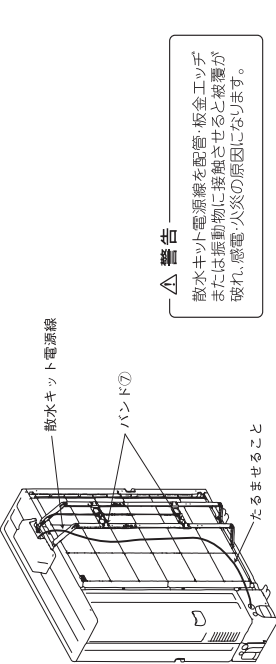 散水キット電源線
バンド⑦
たるませること
⚠ 警告
散水キット電源線を配管・板金エッヂ
または振動物に接触させると被覆が
破れ、感電・火災の原因になります。